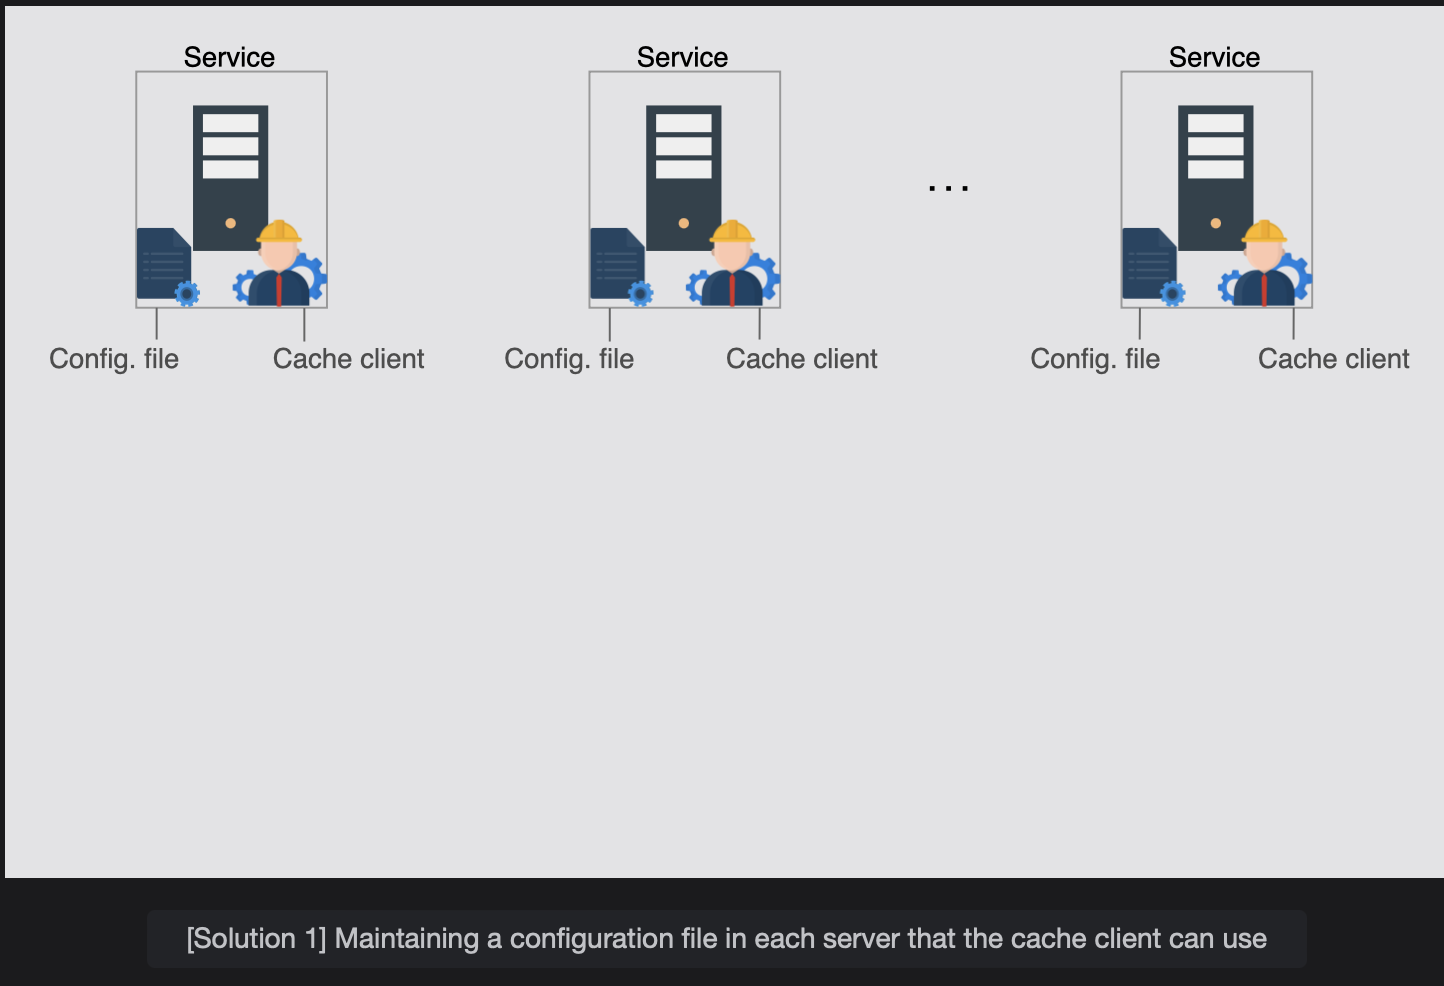 Service Service Service
...
Config. file Cache client Config. file Cache client Config. file Cache client
[Solution 1] Maintaining a configuration file in each server that the cache client can use